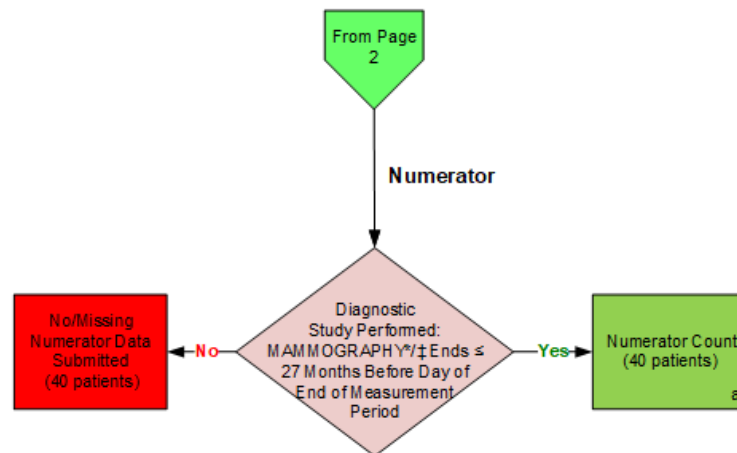 From Page
2
Numerator
Diagnostic
Study Performed:
MAMMOGRAPHY*/‡Ends ≤
27 Months Before Day of
End of Measurement
Period
No
Yes
No/Missing
Numerator Data
Submitted
(40 patients)
Numerator Count
(40 patients)
a